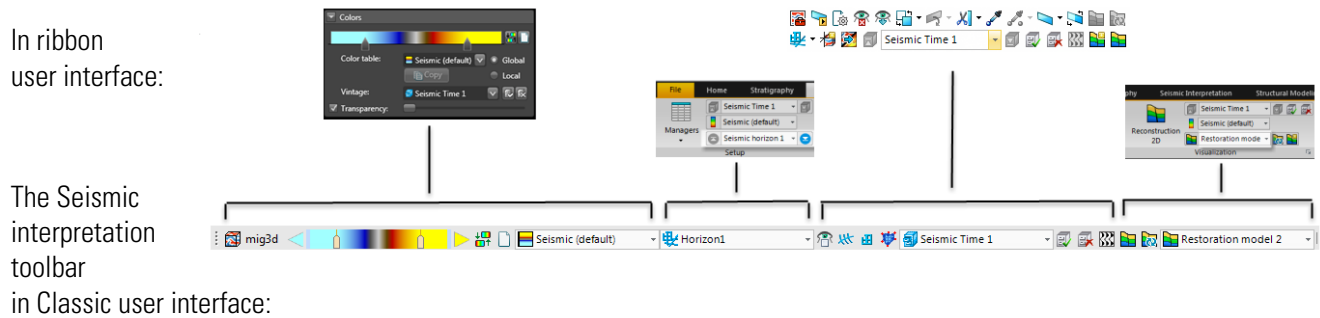 In ribbon
user interface:
Colors
Color table:
Seismic (default)
Global
Copy
Local
Vintage:
Seismic Time 1
Transparency:
File Home Stratigraphy
Managers
Seismic Time 1
Seismic (default)
Seismic horizon 1
Setup
Seismic Time 1
phy Seismic Interpretation Structural Modelin
Reconstruction
2D
Seismic Time 1
Seismic (default)
Restoration mode
Visualization
The Seismic
interpretation
toolbar
in Classic user interface:
mig3d Seismic (default) Horizon1 Seismic Time 1 Restoration model 2